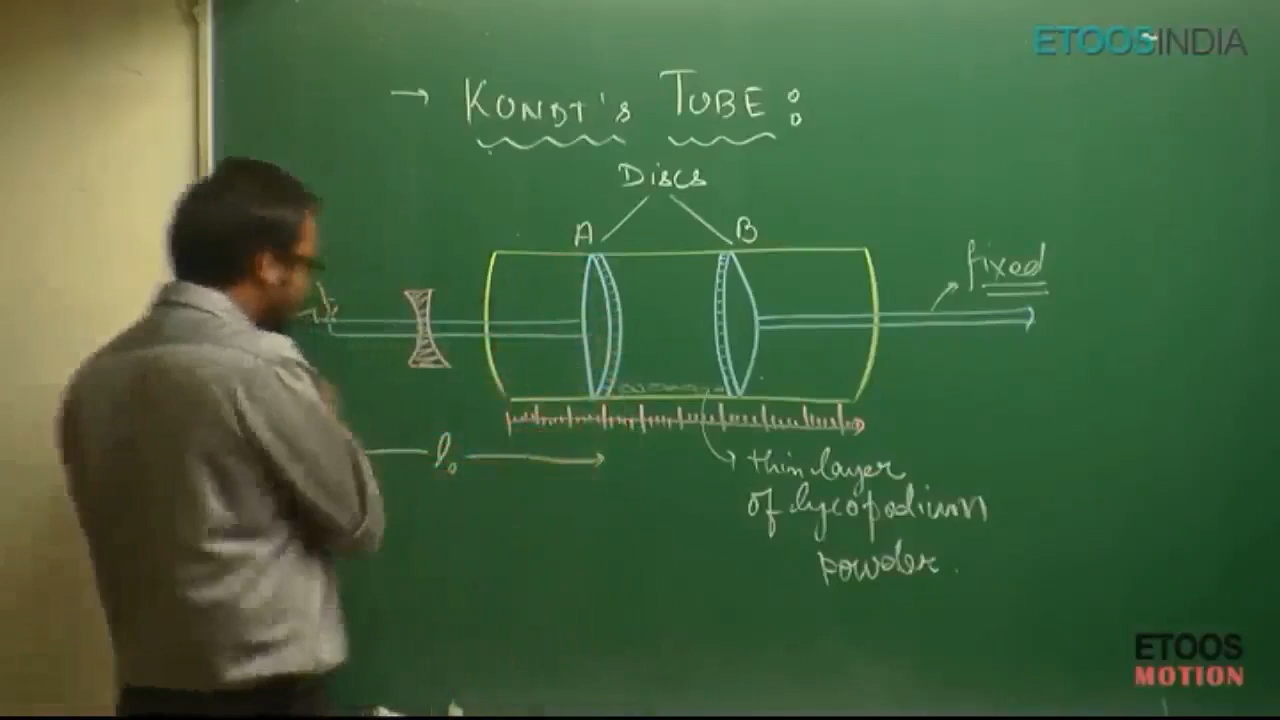 ETOOSINDIA
→ KUNDT's TUBE:
Discs
A B
fixed
l₀
thin layer
of lycopodium
powder.
ETOOS
MOTION